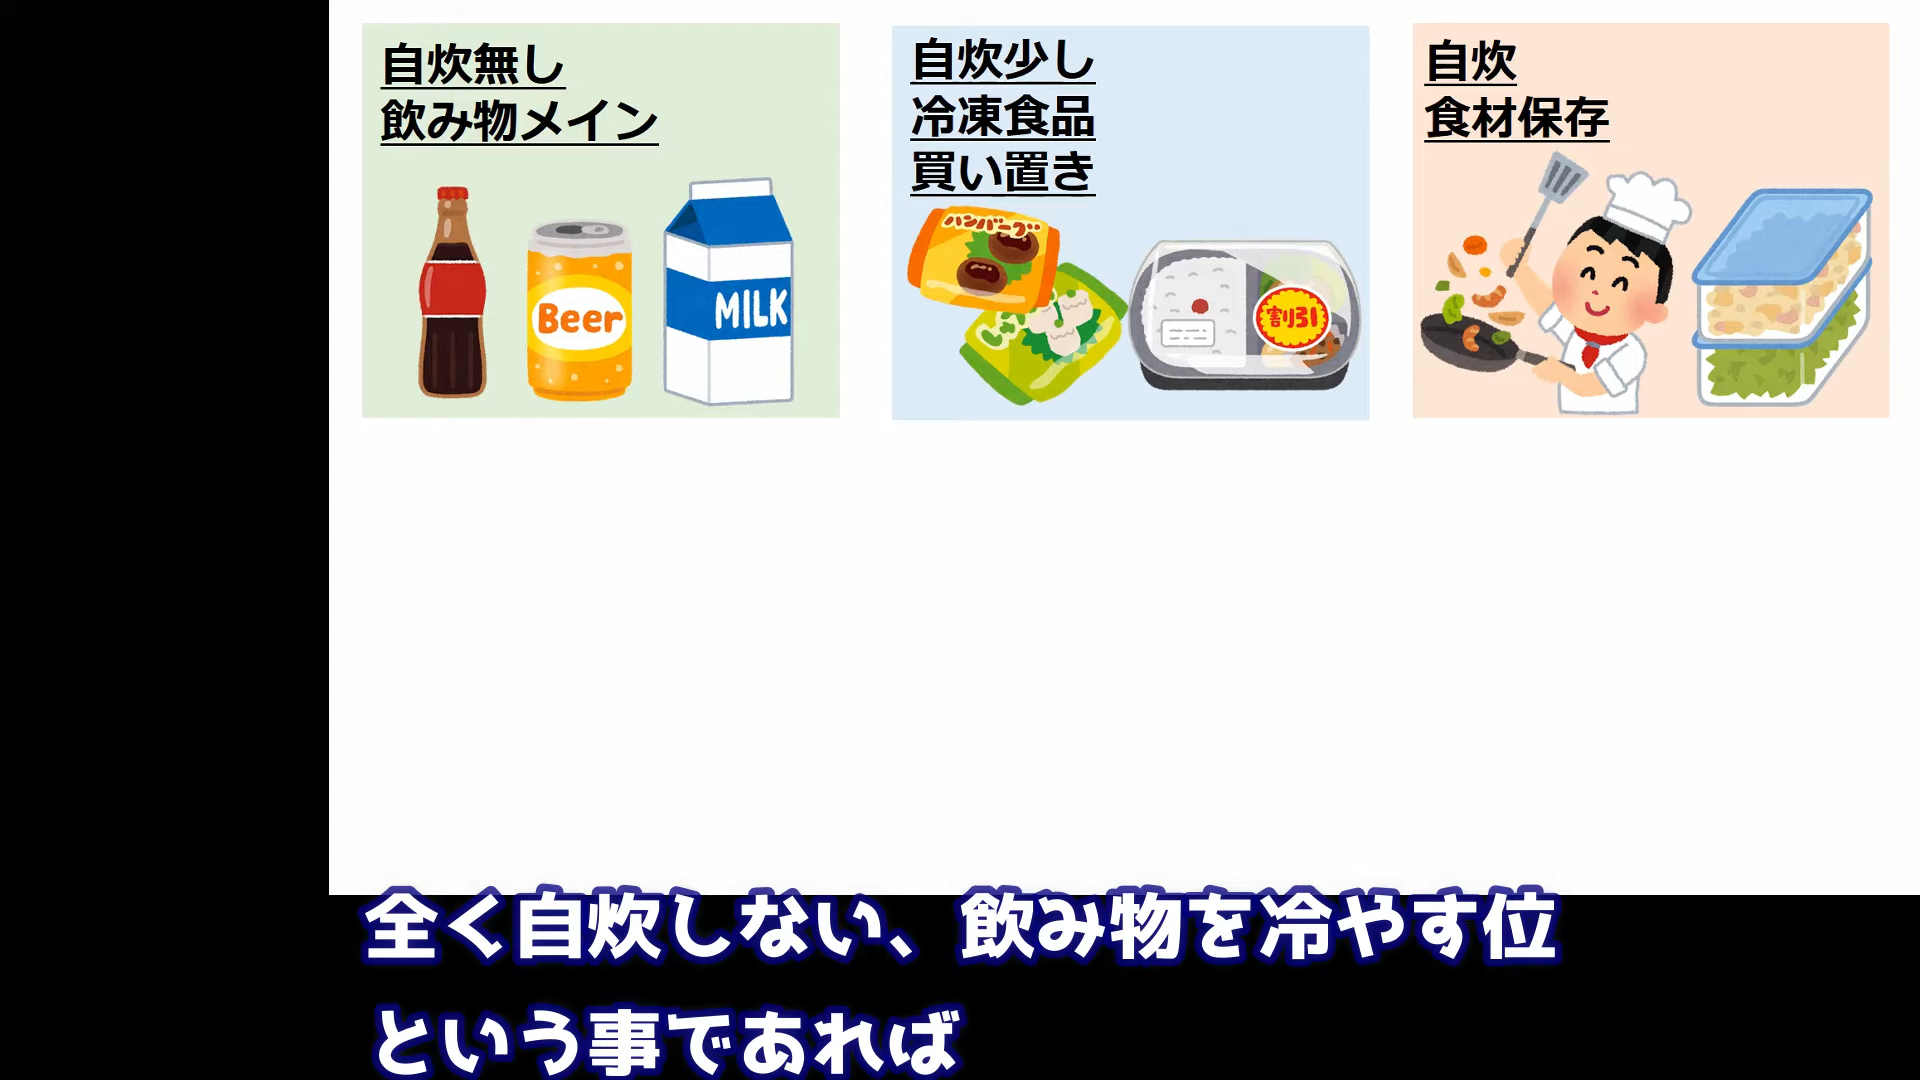 自炊無し
飲み物メイン
Beer
MILK
自炊少し
冷凍食品
買い置き
ハンバーグ
割引
自炊
食材保存
全く自炊しない、飲み物を冷やす位
という事であれば